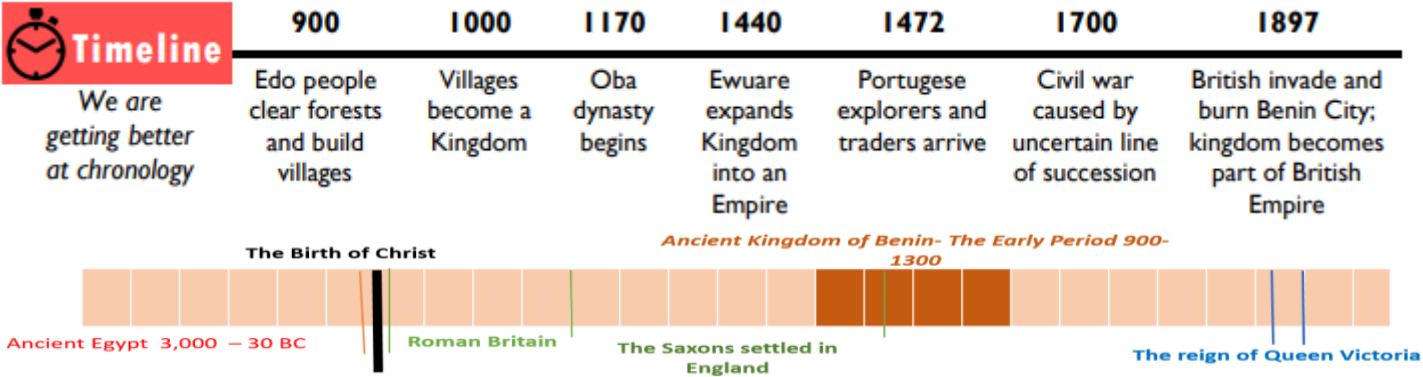 Timeline
We are
getting better
at chronology
900
Edo people
clear forests
and build
villages
1000
Villages
become a
Kingdom
1170
Oba
dynasty
begins
1440
Ewuare
expands
Kingdom
into an
Empire
1472
Portugese
explorers and
traders arrive
1700
Civil war
caused by
uncertain line
of succession
1897
British invade and
burn Benin City;
kingdom becomes
part of British
Empire
The Birth of Christ
Ancient Kingdom of Benin- The Early Period 900-
1300
Ancient Egypt 3,000 – 30 BC
Roman Britain
The Saxons settled in
England
The reign of Queen Victoria